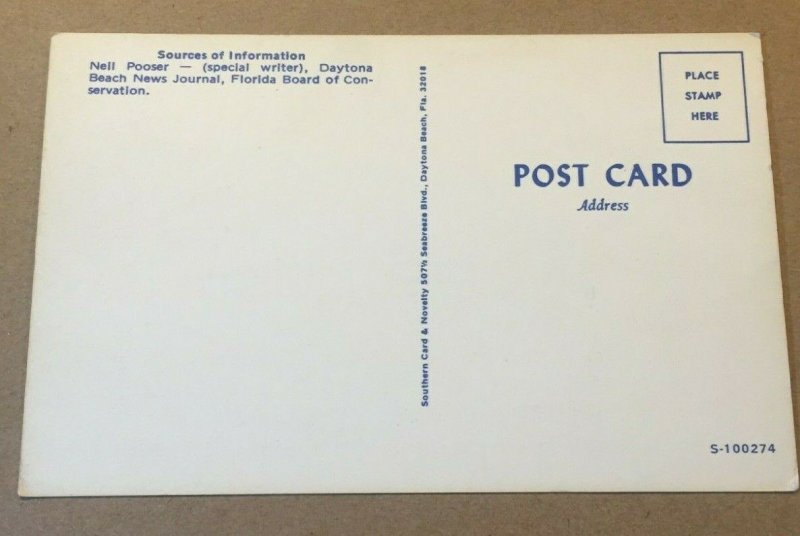 Sources of Information
Neil Pooser — (special writer), Daytona
Beach News Journal, Florida Board of Con-
servation.
Southern Card & Novelty 507½ Seabreeze Blvd., Daytona Beach, Fla. 32018
PLACE
STAMP
HERE
POST CARD
Address
S-100274